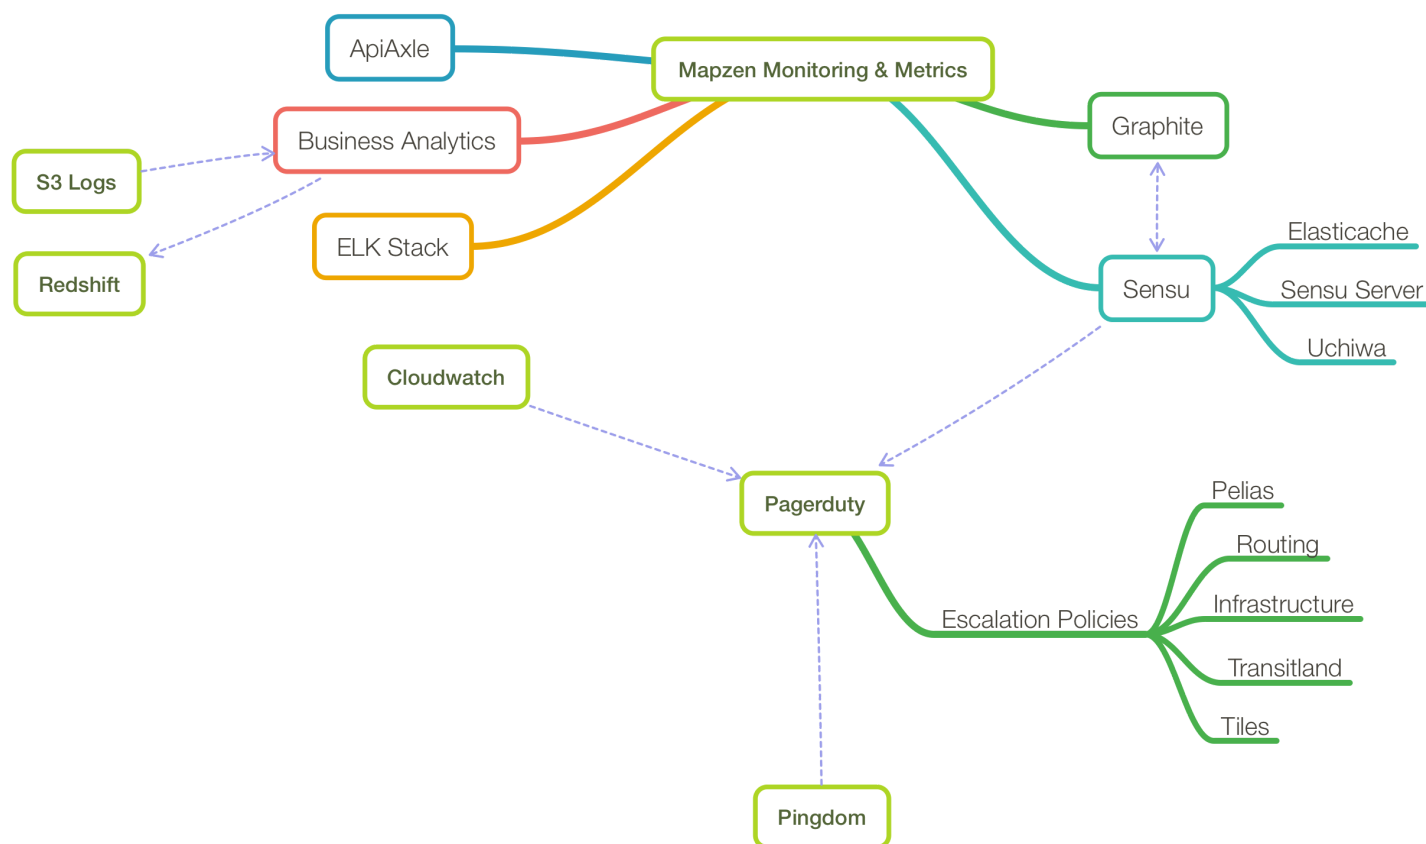 ApiAxle
Mapzen Monitoring & Metrics
Business Analytics
Graphite
S3 Logs
ELK Stack
Redshift
Sensu
Elasticache
Sensu Server
Uchiwa
Cloudwatch
Pagerduty
Escalation Policies
Pelias
Routing
Infrastructure
Transitland
Tiles
Pingdom